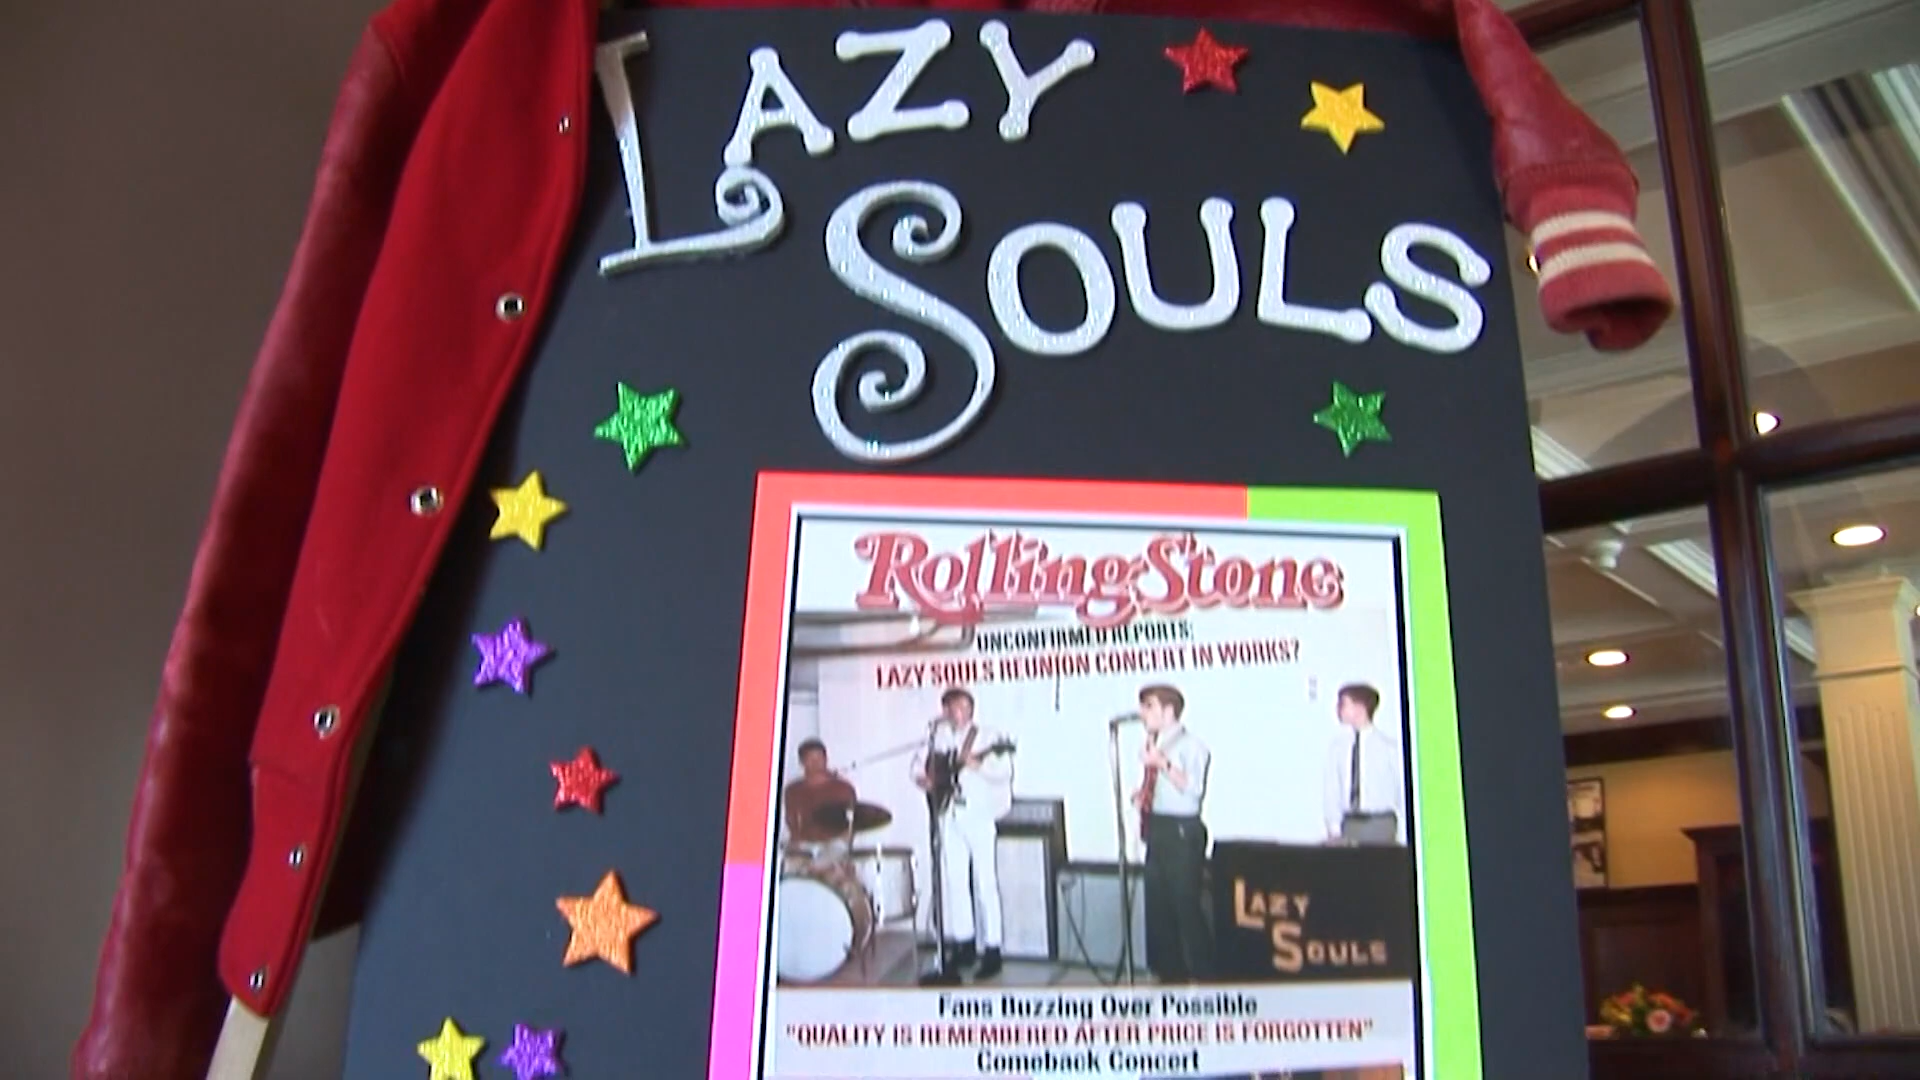 LAZY
SOULS
RollingStone
UNCONFIRMED REPORTS:
LAZY SOULS REUNION CONCERT IN WORKS?
LAZY
SOULS
Fans Buzzing Over Possible
"QUALITY IS REMEMBERED AFTER PRICE IS FORGOTTEN"
Comeback Concert